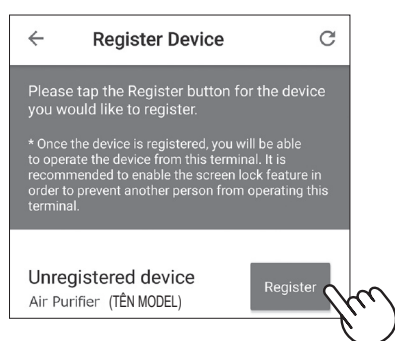 Register Device
Please tap the Register button for the device
you would like to register.
* Once the device is registered, you will be able
to operate the device from this terminal. It is
recommended to enable the screen lock feature in
order to prevent another person from operating this
terminal.
Unregistered device
Register
Air Purifier (TÊN MODEL)